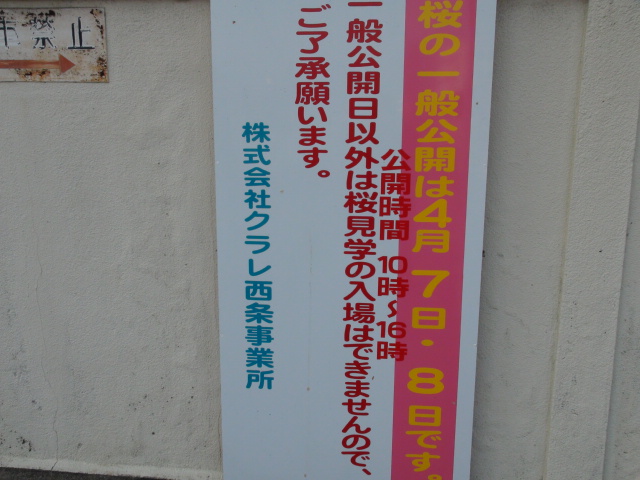 桜の一般公開は4月7日・8日です。
公開時間 10時~16時
一般公開日以外は桜見学の入場はできませんので、
ご了承願います。
株式会社クラレ西条事業所
禁止